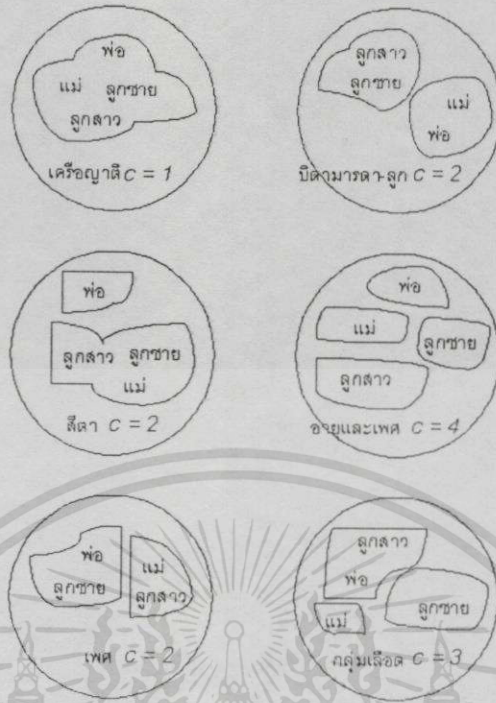 พ่อ
แม่ ลูกชาย
ลูกสาว
เครือญาติ c = 1
ลูกสาว
ลูกชาย
แม่
พ่อ
บิดามารดา-ลูก c = 2
พ่อ
ลูกสาว ลูกชาย
แม่
สีตา c = 2
พ่อ
แม่
ลูกชาย
ลูกสาว
อายุและเพศ c = 4
พ่อ
ลูกชาย
แม่
ลูกสาว
เพศ c = 2
ลูกสาว
พ่อ
ลูกชาย
แม่
กลุ่มเลือด c = 3